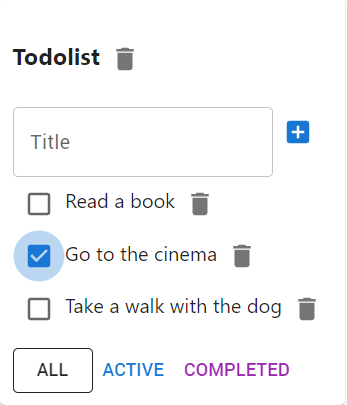 Todolist
Title
Read a book
Go to the cinema
Take a walk with the dog
ALL ACTIVE COMPLETED